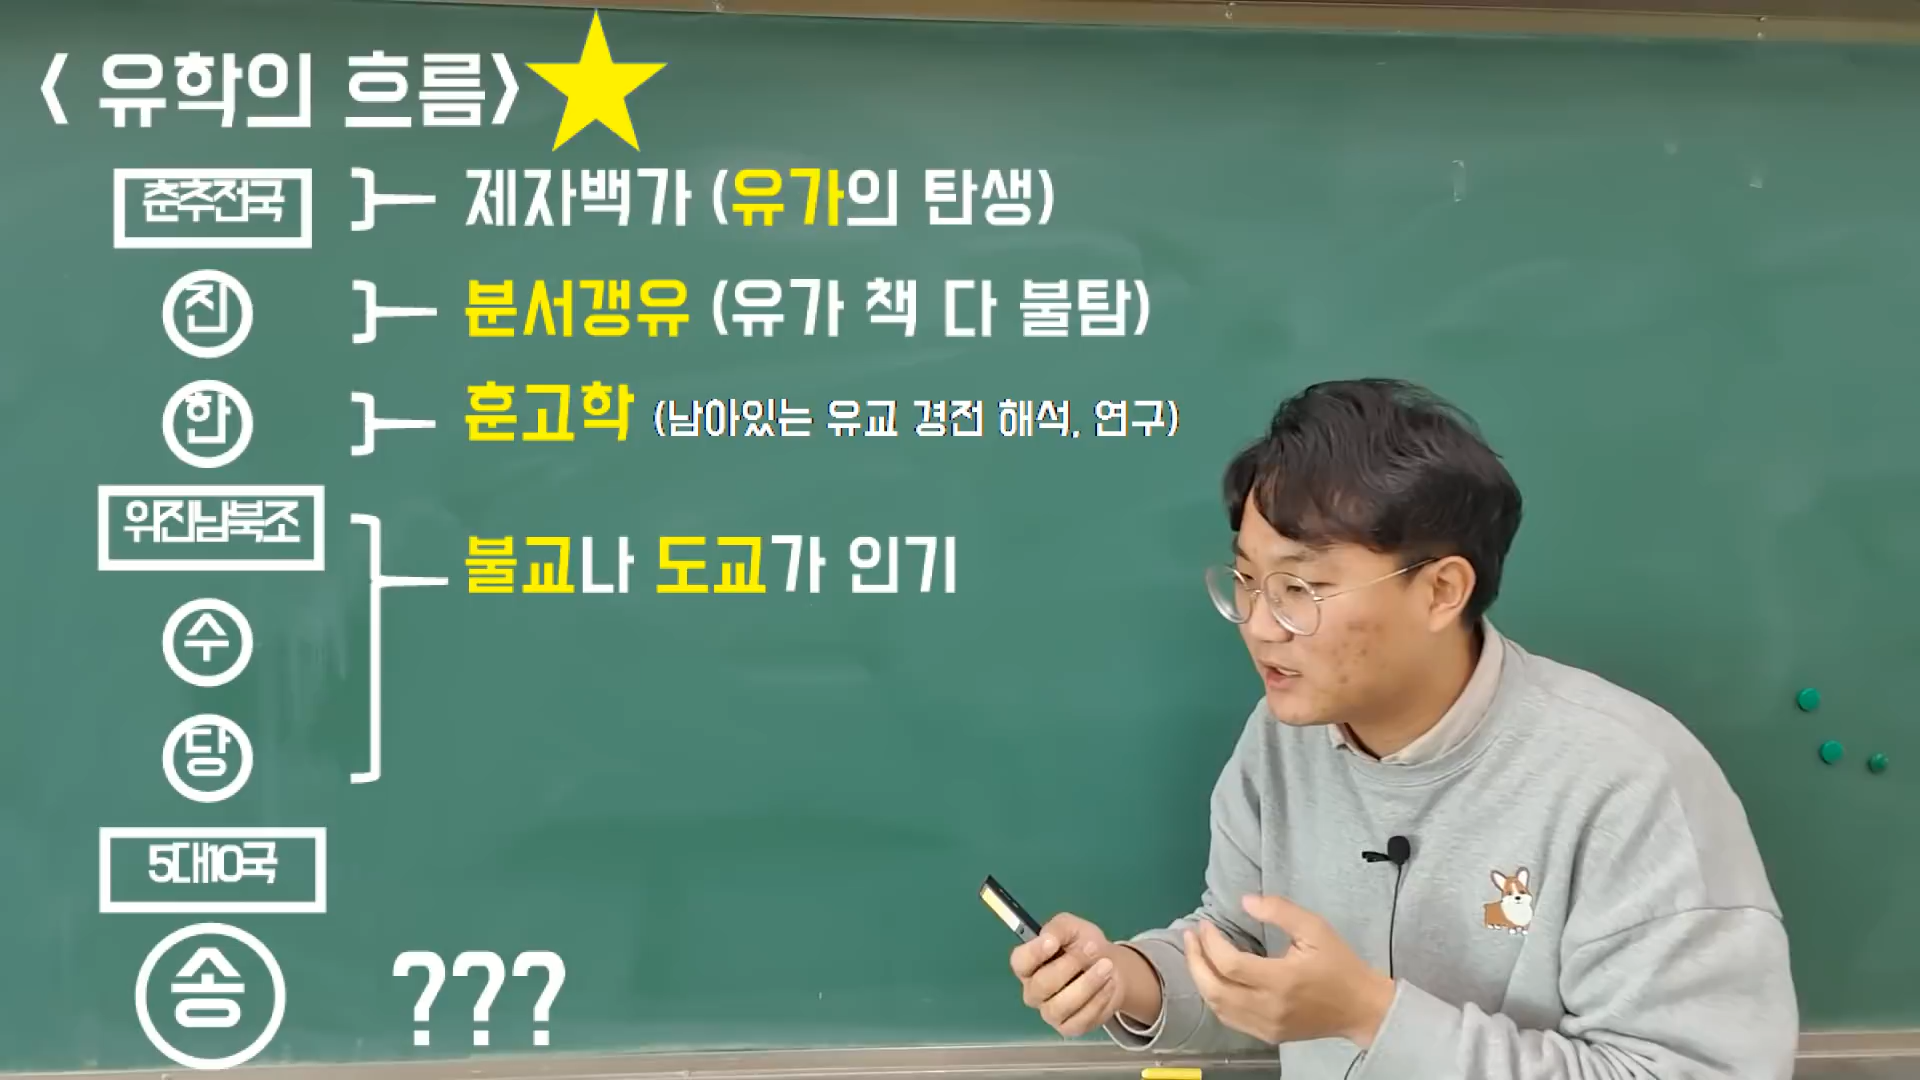 < 유학의 흐름>
춘추전국 제자백가 (유가의 탄생)
진 분서갱유 (유가 책 다 불탐)
한 훈고학 (남아있는 유교 경전 해석, 연구)
위진남북조
불교나 도교가 인기
수
당
5대10국
송 ???